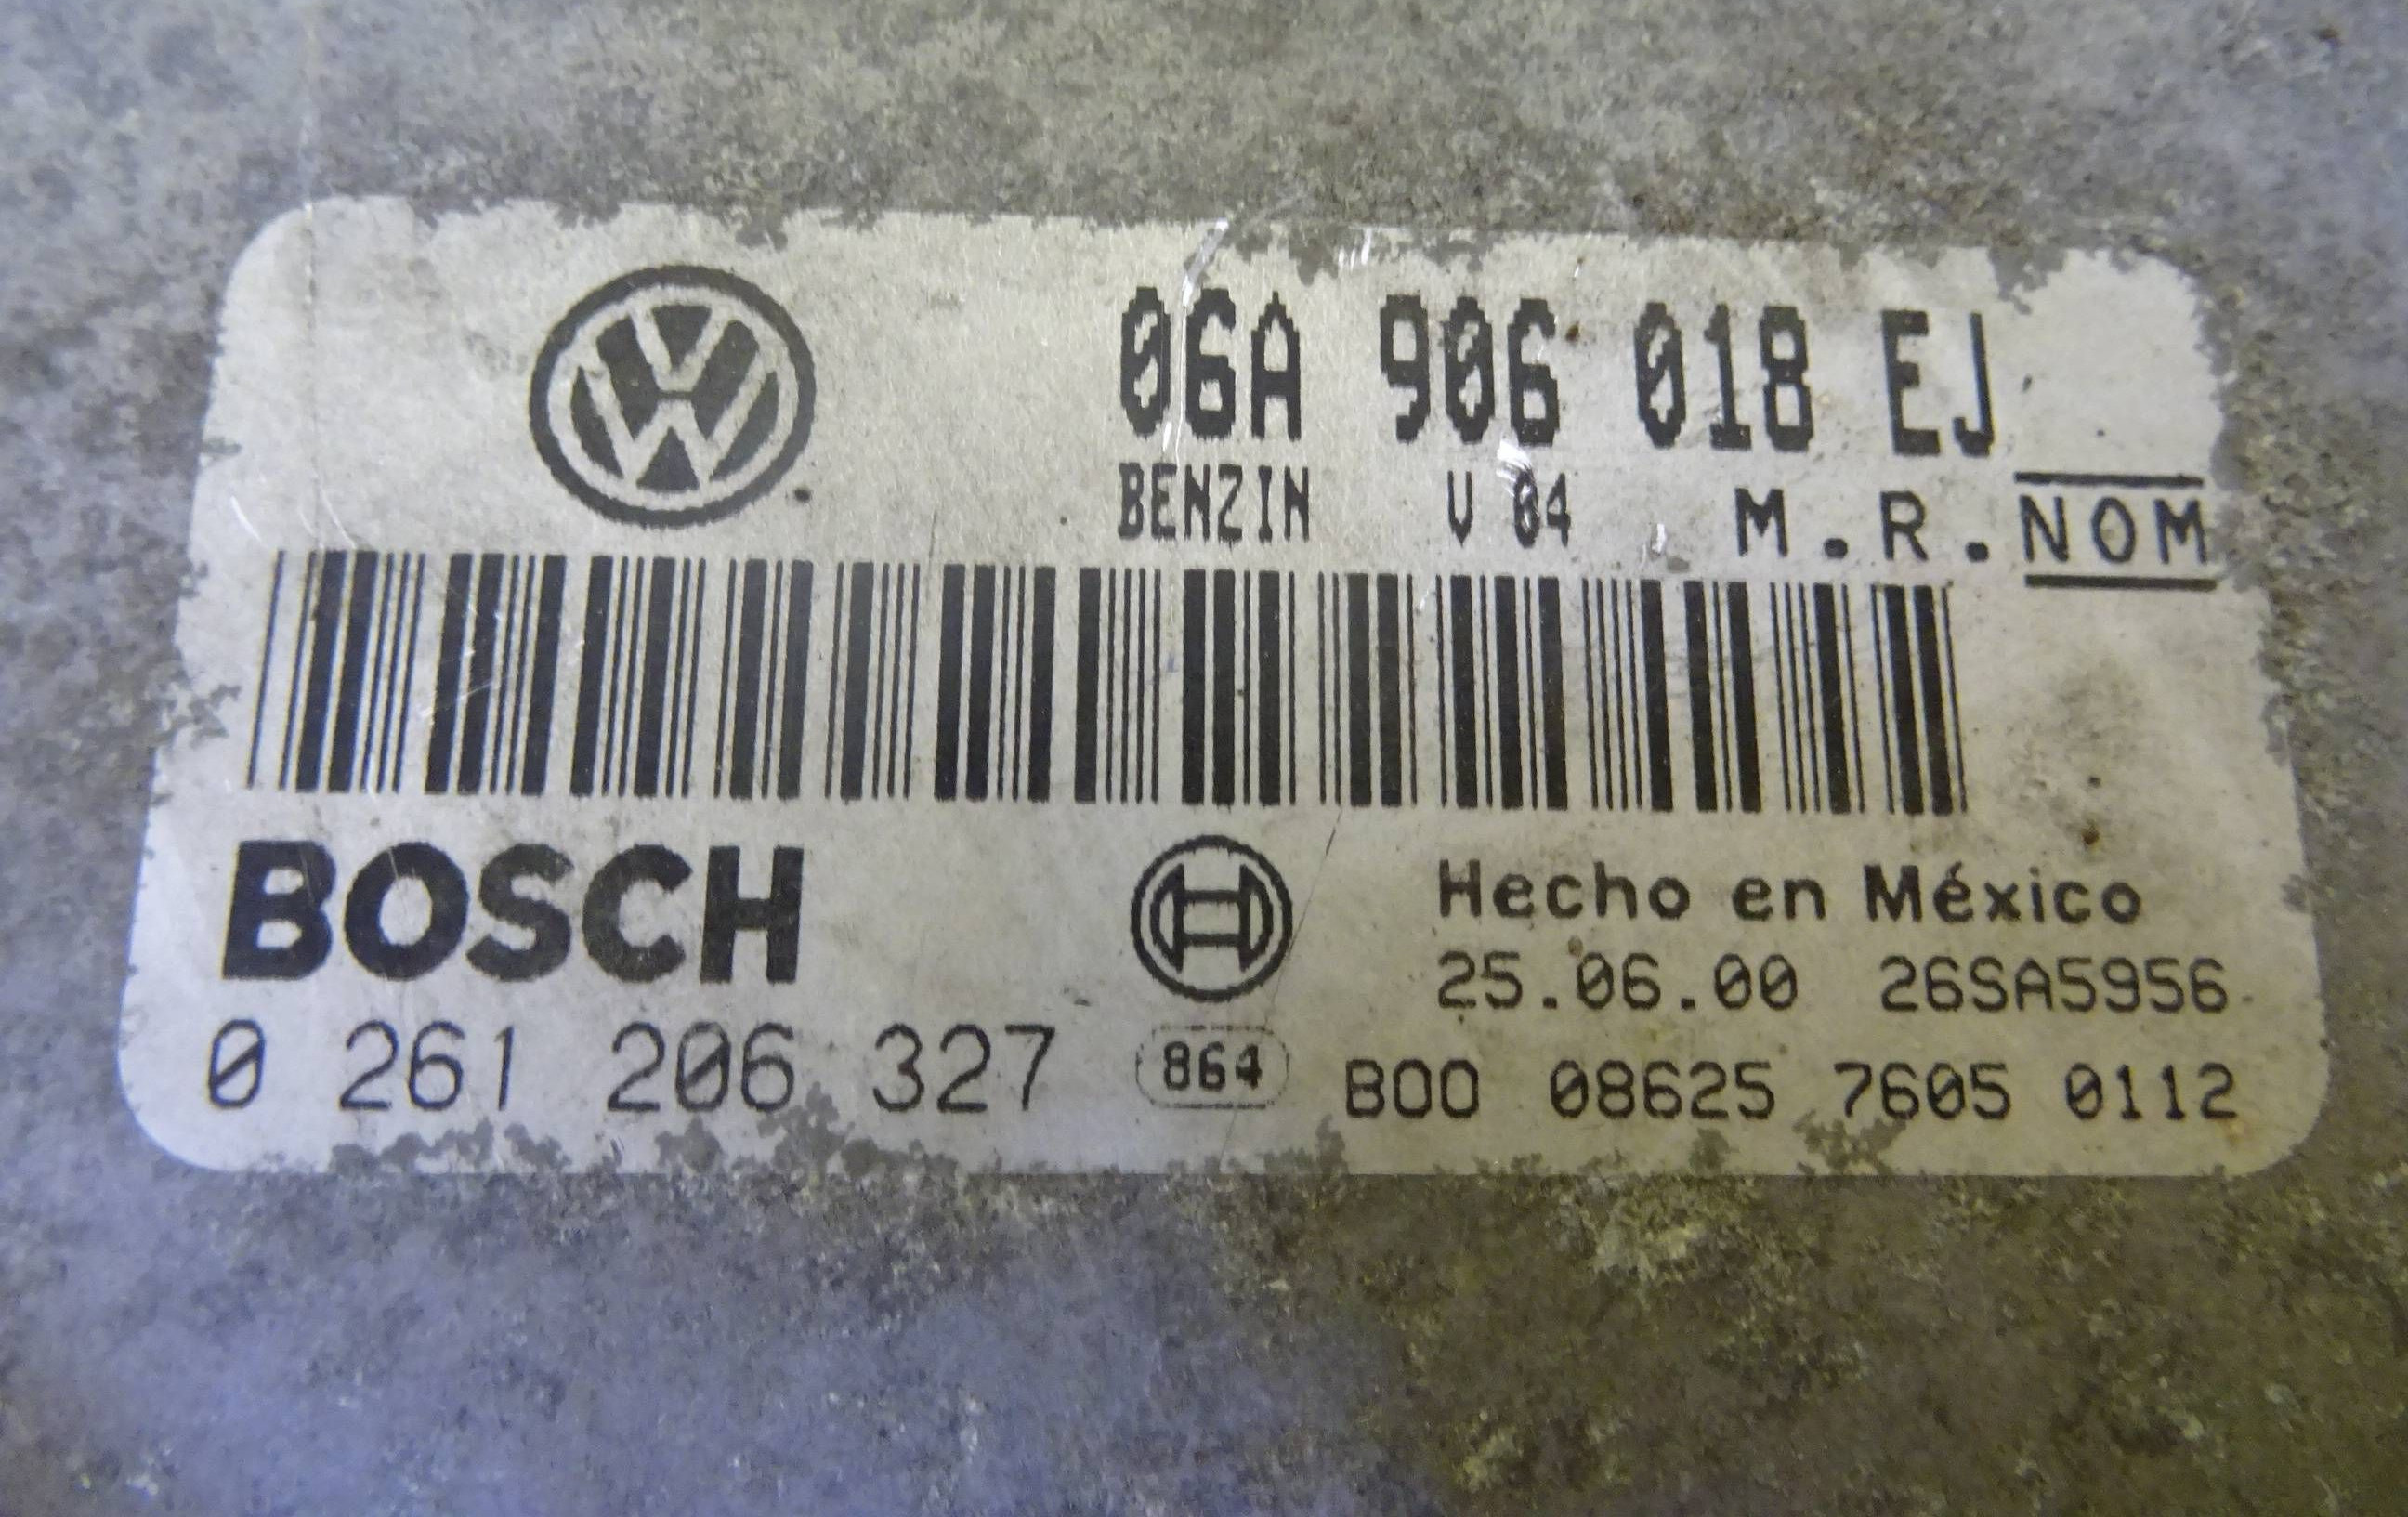 06A 906 018 EJ
BENZIN V 04 M.R.NOM
BOSCH
Hecho en México
25.06.00 26SA5956
0 261 206 327 864 B00 08625 7605 0112